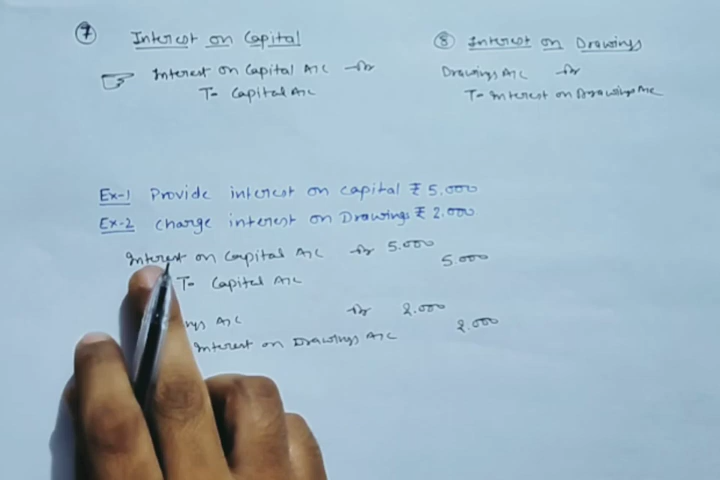 7 Interest on Capital
Interest on Capital A/c Dr
To Capital A/c
8 Interest on Drawings
Drawings A/c Dr
To Interest on Drawings A/c
Ex-1 Provide interest on capital ₹ 5.000
Ex-2 Charge interest on Drawings ₹ 2.000
Interest on Capital A/c Dr 5.000
To Capital A/c 5.000
ngs A/c Dr 2.000
Interest on Drawings A/c 2.000